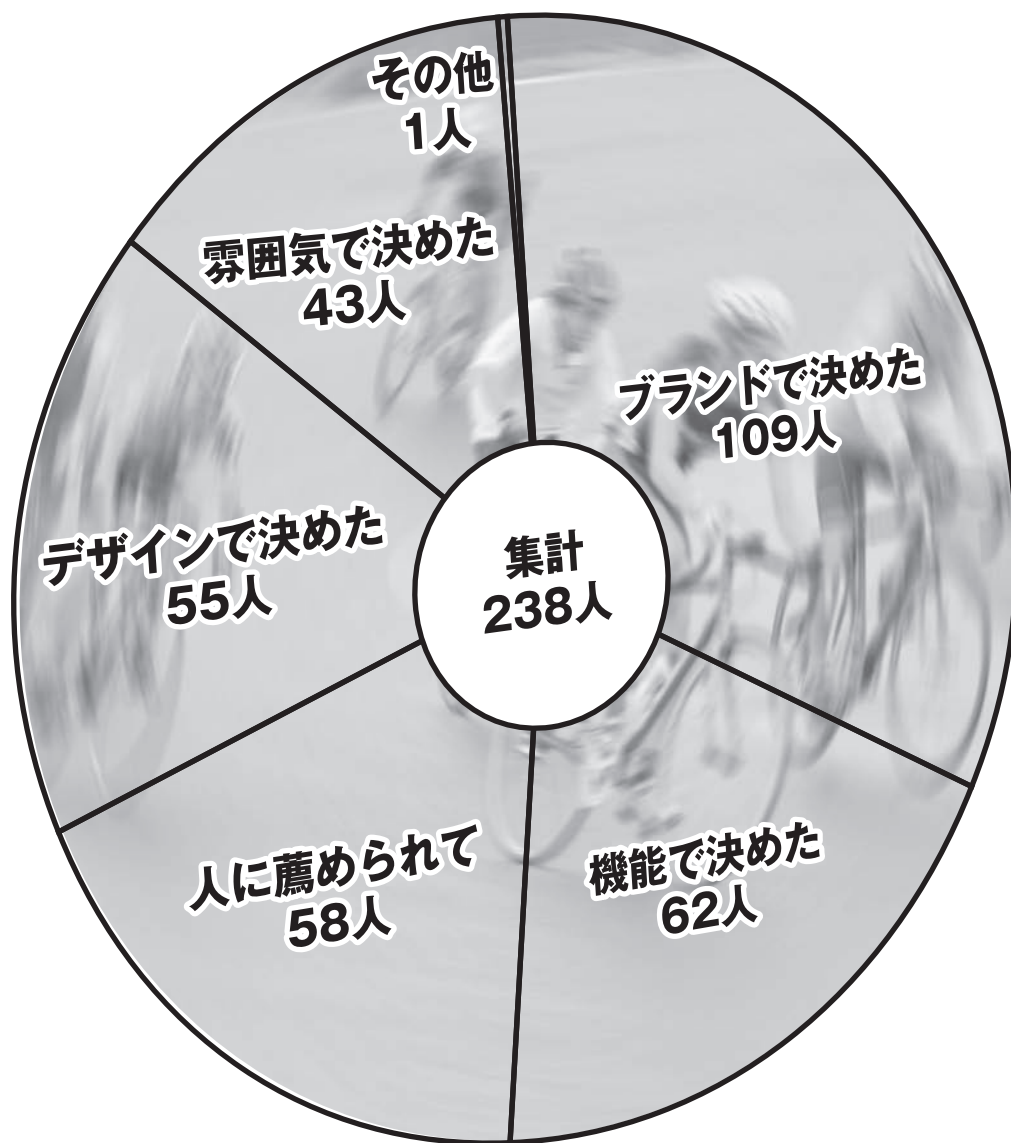 その他
1人
雰囲気で決めた
43人
ブランドで決めた
109人
デザインで決めた
55人
集計
238人
人に薦められて
58人
機能で決めた
62人